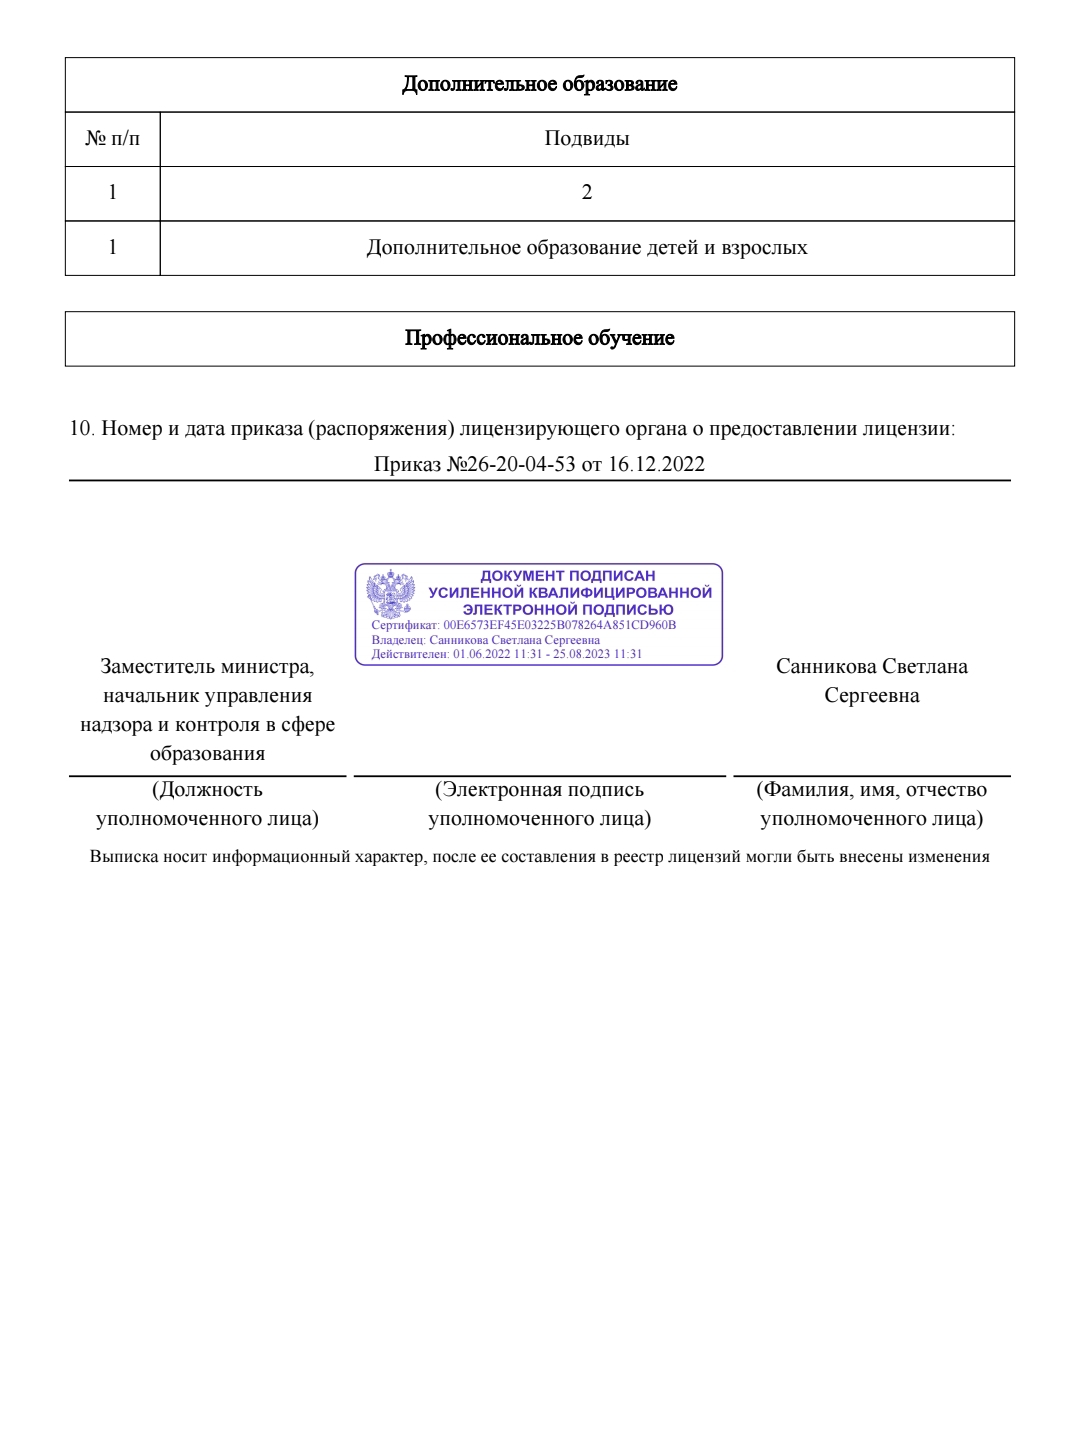 Дополнительное образование
№ п/п
Подвиды
1
2
1
Дополнительное образование детей и взрослых
Профессиональное обучение
10. Номер и дата приказа (распоряжения) лицензирующего органа о предоставлении лицензии:
Приказ №26-20-04-53 от 16.12.2022
ДОКУМЕНТ ПОДПИСАН
УСИЛЕННОЙ КВАЛИФИЦИРОВАННОЙ
ЭЛЕКТРОННОЙ ПОДПИСЬЮ
Сертификат: 00E6573EF45E03225B078264A851CD960B
Владелец: Санникова Светлана Сергеевна
Действителен: 01.06.2022 11:31 - 25.08.2023 11:31
Заместитель министра,
начальник управления
надзора и контроля в сфере
образования
Санникова Светлана
Сергеевна
(Должность
уполномоченного лица)
(Электронная подпись
уполномоченного лица)
(Фамилия, имя, отчество
уполномоченного лица)
Выписка носит информационный характер, после ее составления в реестр лицензий могли быть внесены изменения